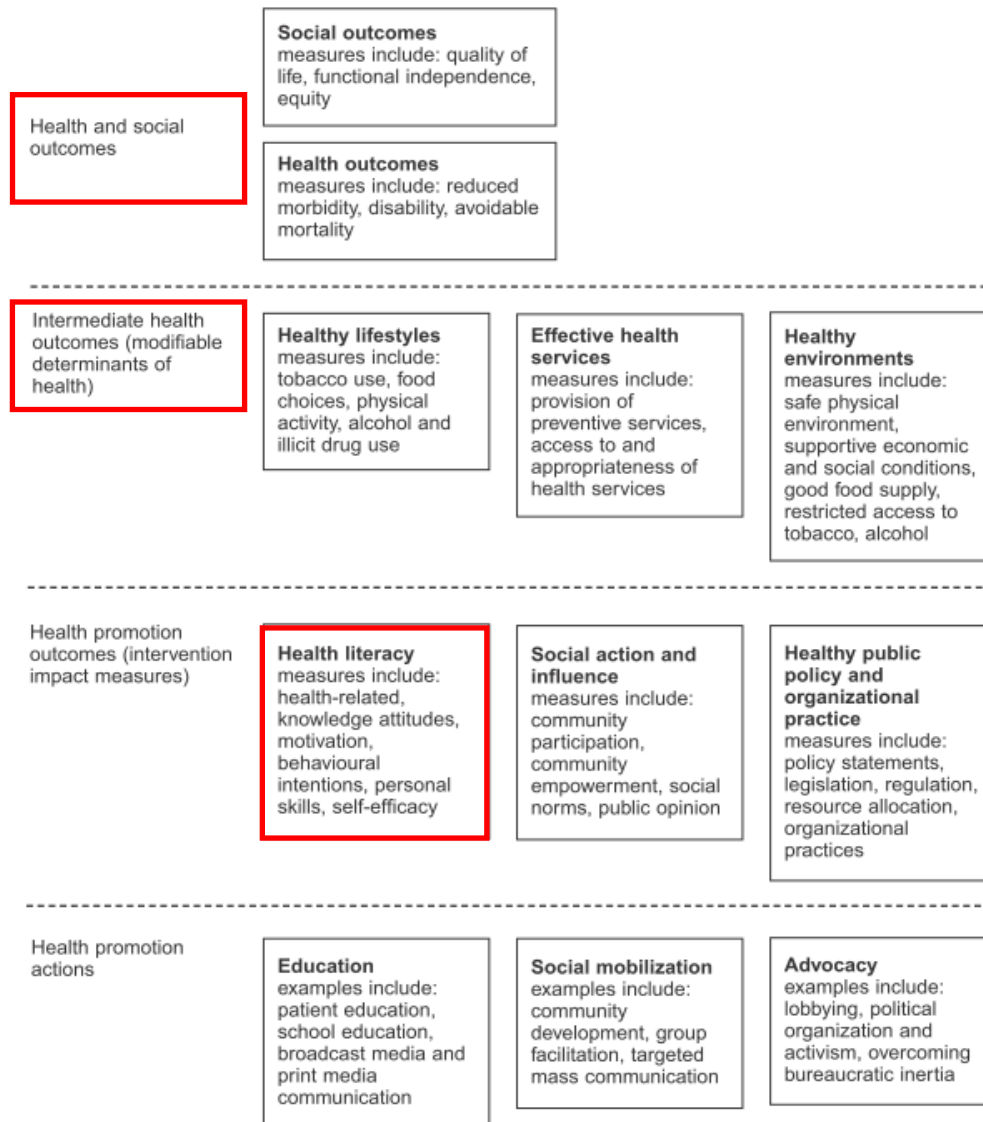 Social outcomes
measures include: quality of
life, functional independence,
equity
Health and social
outcomes
Health outcomes
measures include: reduced
morbidity, disability, avoidable
mortality
Intermediate health
outcomes (modifiable
determinants of
health)
Healthy lifestyles
measures include:
tobacco use, food
choices, physical
activity, alcohol and
illicit drug use
Effective health
services
measures include:
provision of
preventive services,
access to and
appropriateness of
health services
Healthy
environments
measures include:
safe physical
environment,
supportive economic
and social conditions,
good food supply,
restricted access to
tobacco, alcohol
Health promotion
outcomes (intervention
impact measures)
Health literacy
measures include:
health-related,
knowledge attitudes,
motivation,
behavioural
intentions, personal
skills, self-efficacy
Social action and
influence
measures include:
community
participation,
community
empowerment, social
norms, public opinion
Healthy public
policy and
organizational
practice
measures include:
policy statements,
legislation, regulation,
resource allocation,
organizational
practices
Health promotion
actions
Education
examples include:
patient education,
school education,
broadcast media and
print media
communication
Social mobilization
examples include:
community
development, group
facilitation, targeted
mass communication
Advocacy
examples include:
lobbying, political
organization and
activism, overcoming
bureaucratic inertia